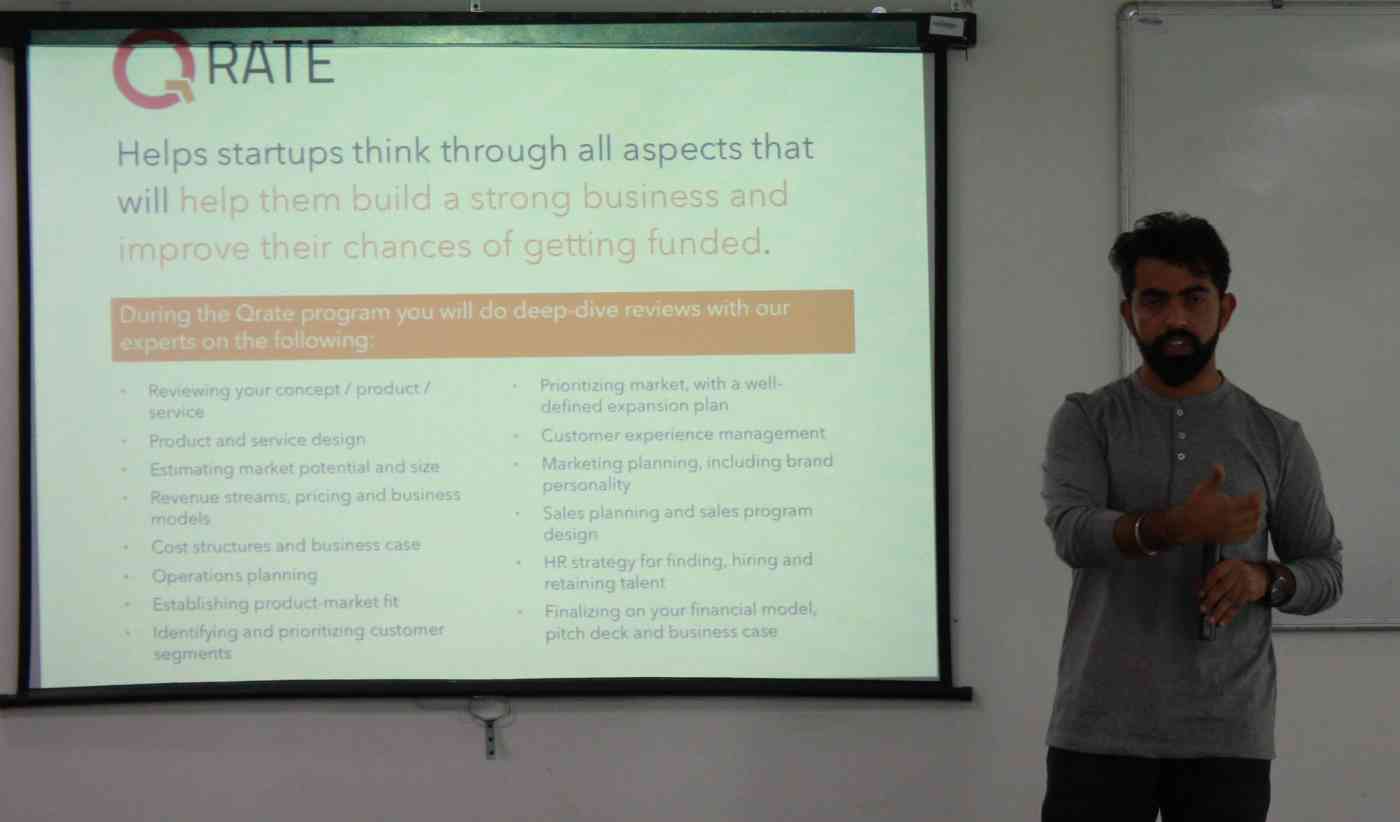 QRATE
Helps startups think through all aspects that
will help them build a strong business and
improve their chances of getting funded.
During the Qrate program you will do deep-dive reviews with our
experts on the following:
• Reviewing your concept / product /
service
• Product and service design
• Estimating market potential and size
• Revenue streams, pricing and business
models
• Cost structures and business case
• Operations planning
• Establishing product-market fit
• Identifying and prioritizing customer
segments
• Prioritizing market, with a well-
defined expansion plan
• Customer experience management
• Marketing planning, including brand
personality
• Sales planning and sales program
design
• HR strategy for finding, hiring and
retaining talent
• Finalizing on your financial model,
pitch deck and business case